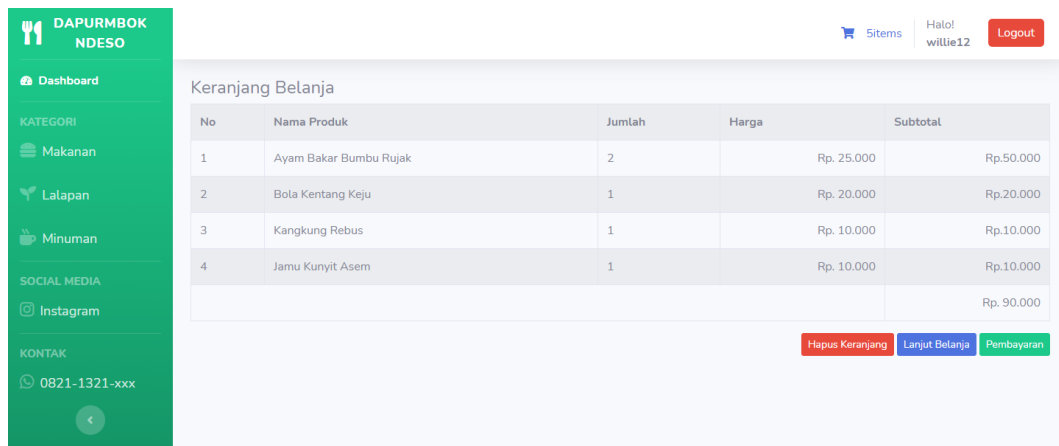 DAPURMBOK
NDESO
Dashboard
KATEGORI
Makanan
Lalapan
Minuman
SOCIAL MEDIA
Instagram
KONTAK
0821-1321-xxx
5items
Halo!
willie12
Logout
Keranjang Belanja
No Nama Produk Jumlah Harga Subtotal
1 Ayam Bakar Bumbu Rujak 2 Rp. 25.000 Rp.50.000
2 Bola Kentang Keju 1 Rp. 20.000 Rp.20.000
3 Kangkung Rebus 1 Rp. 10.000 Rp.10.000
4 Jamu Kunyit Asem 1 Rp. 10.000 Rp.10.000
Rp. 90.000
Hapus Keranjang Lanjut Belanja Pembayaran